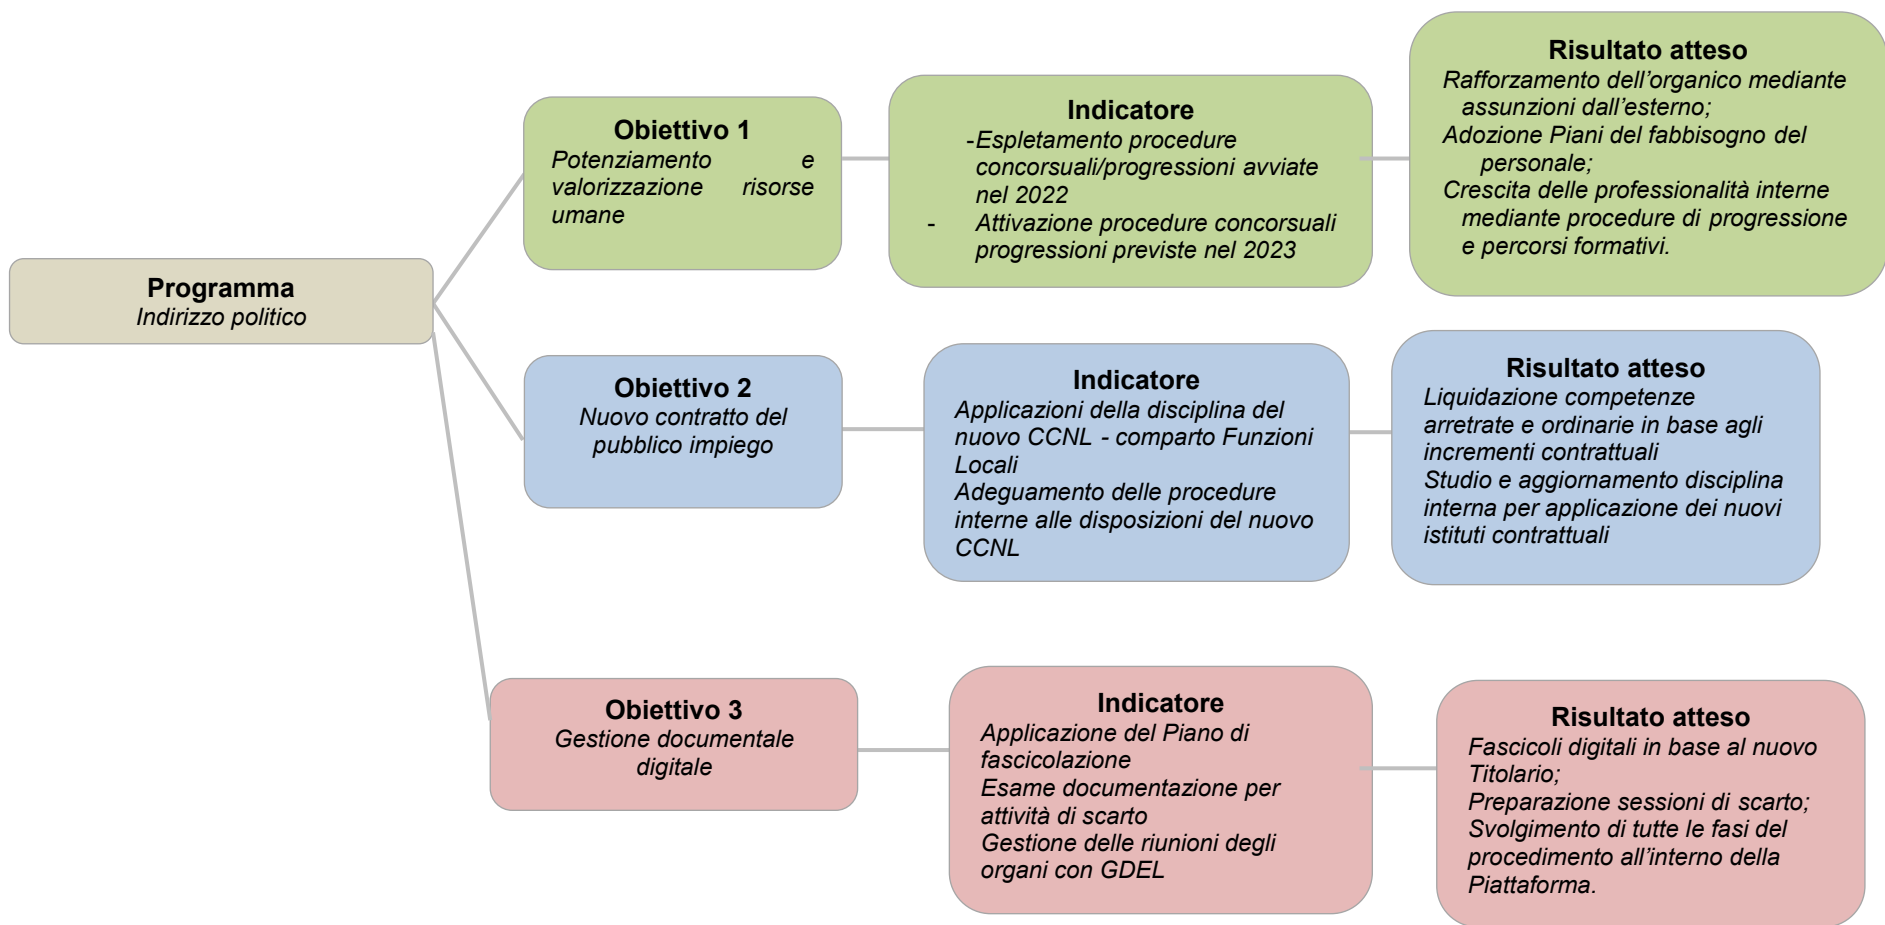 Programma
Indirizzo politico
Obiettivo 1
Potenziamento e
valorizzazione risorse
umane
Indicatore
-Espletamento procedure
concorsuali/progressioni avviate
nel 2022
- Attivazione procedure concorsuali
progressioni previste nel 2023
Risultato atteso
Rafforzamento dell'organico mediante
assunzioni dall'esterno;
Adozione Piani del fabbisogno del
personale;
Crescita delle professionalità interne
mediante procedure di progressione
e percorsi formativi.
Obiettivo 2
Nuovo contratto del
pubblico impiego
Indicatore
Applicazioni della disciplina del
nuovo CCNL - comparto Funzioni
Locali
Adeguamento delle procedure
interne alle disposizioni del nuovo
CCNL
Risultato atteso
Liquidazione competenze
arretrate e ordinarie in base agli
incrementi contrattuali
Studio e aggiornamento disciplina
interna per applicazione dei nuovi
istituti contrattuali
Obiettivo 3
Gestione documentale
digitale
Indicatore
Applicazione del Piano di
fascicolazione
Esame documentazione per
attività di scarto
Gestione delle riunioni degli
organi con GDEL
Risultato atteso
Fascicoli digitali in base al nuovo
Titolario;
Preparazione sessioni di scarto;
Svolgimento di tutte le fasi del
procedimento all'interno della
Piattaforma.